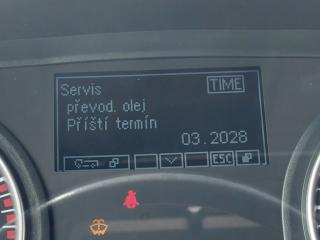 Servis TIME
převod. olej
Příští termín
03.2028
ESC